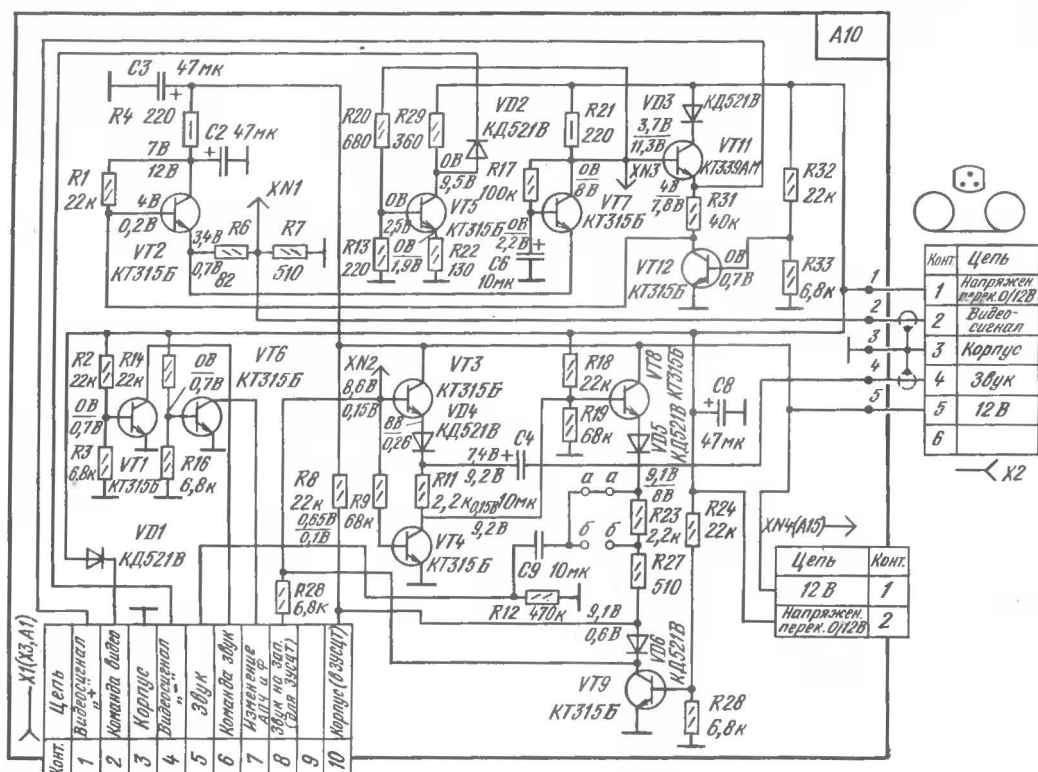 A10
C3 47мк
R4 220
C2 47мк
7В
12В
R1
22к
4В
0,2В
VT2
КТ315Б
3,4В
0,7В
R6
82
XN1
R7
510
R20
680
R29
360
VD2
КД521В
0В
9,5В
R17
100к
0В
2,5В
VT5
КТ315Б
R13
220
0В
1,9В
R22
130
0В
2,2В
C6
10мк
R21
220
0В
8В
VT7
КТ315Б
3,7В
11,3В
XN3
VD3
КД521В
VT11
КТ339АМ
4В
7,8В
R31
40к
VT12
КТ315Б
0В
0,7В
R32
22к
R33
6,8к
1
2
3
4
5
Конт
Цепь
1 Напряжен перек. 0/12В
2 Видео-сигнал
3 Корпус
4 Звук
5 12В
6
X2
R2
22к
R14
22к
0В
0,7В
VT6
КТ315Б
0В
0,7В
R3
6,8к
VT1
КТ315Б
R16
6,8к
VD1
КД521В
XN2
8,6В
0,15В
VT3
КТ315Б
8В
0,26
VD4
КД521В
7,4В
9,2В
C4
10мк
R8
22к
0,65В
0,1В
R9
68к
R11
2,2к
0,15В
9,2В
VT4
КТ315Б
R28
6,8к
R18
22к
R19
68к
VT8
КТ315Б
VD5
КД521В
C8
47мк
9,1В
8В
а а
б б
R23
2,2к
R24
22к
C9 10мк
R27
510
R12 470к
9,1В
0,6В
VD6
КД521В
VT9
КТ315Б
R28
6,8к
XN4(A15)
Цепь Конт.
12В 1
Напряжен. перек. 0/12В 2
X1(X3,A1)
Конт. Цепь
1 Видеосигнал "+"
2 Команда видео
3 Корпус
4 Видеосигнал "-"
5 Звук
6 Команда звук
7 Изменение АПЧ и Ф
8 Звук на зап. (для ЗУСЦТ)
9
10 Корпус (в ЗУСЦТ)